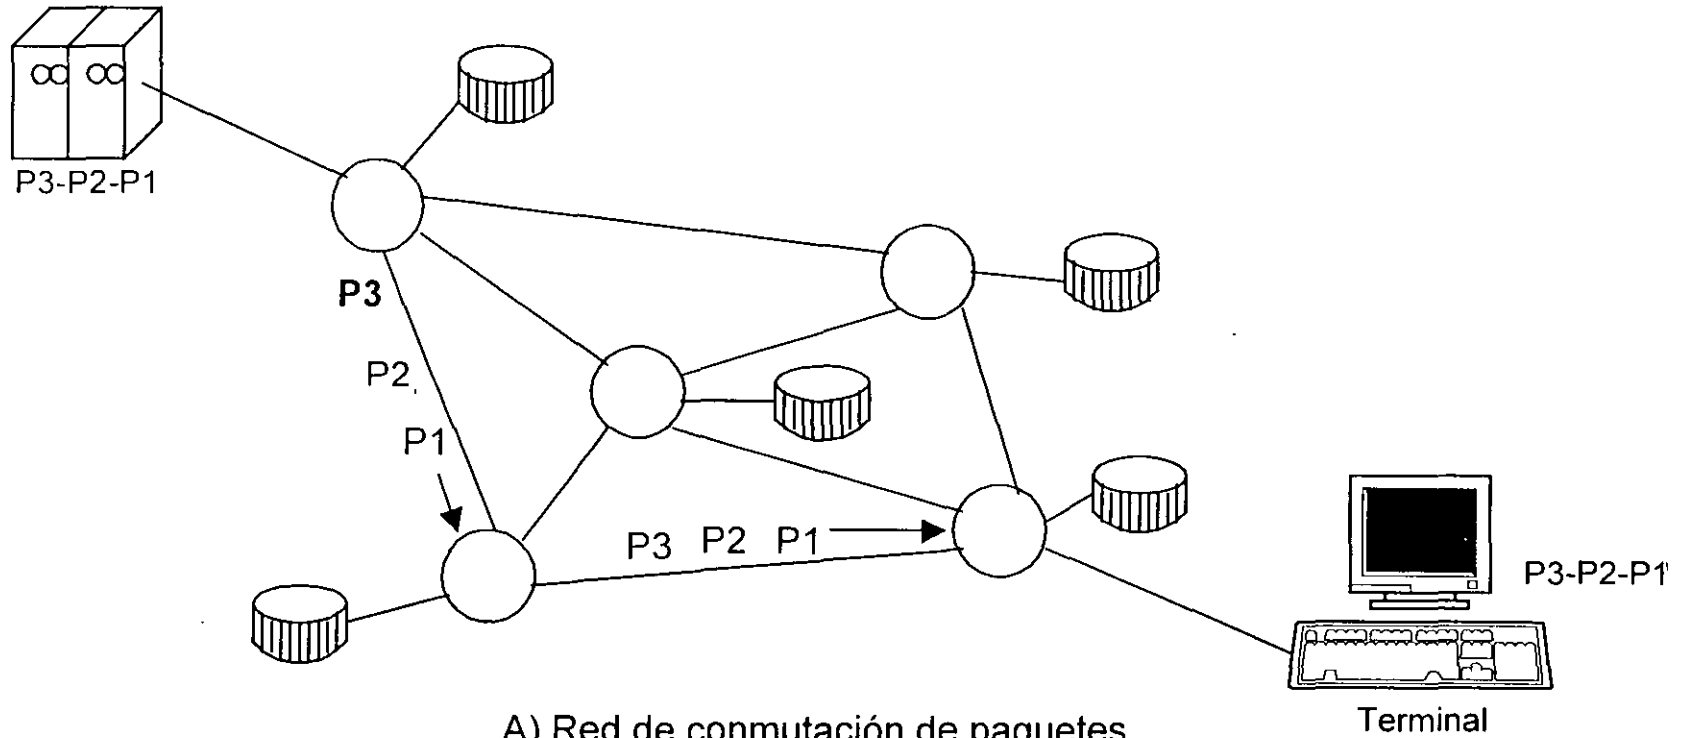 P3-P2-P1
P3
P2
P1
P3 P2 P1
P3-P2-P1
Terminal
A) Red de conmutación de paquetes